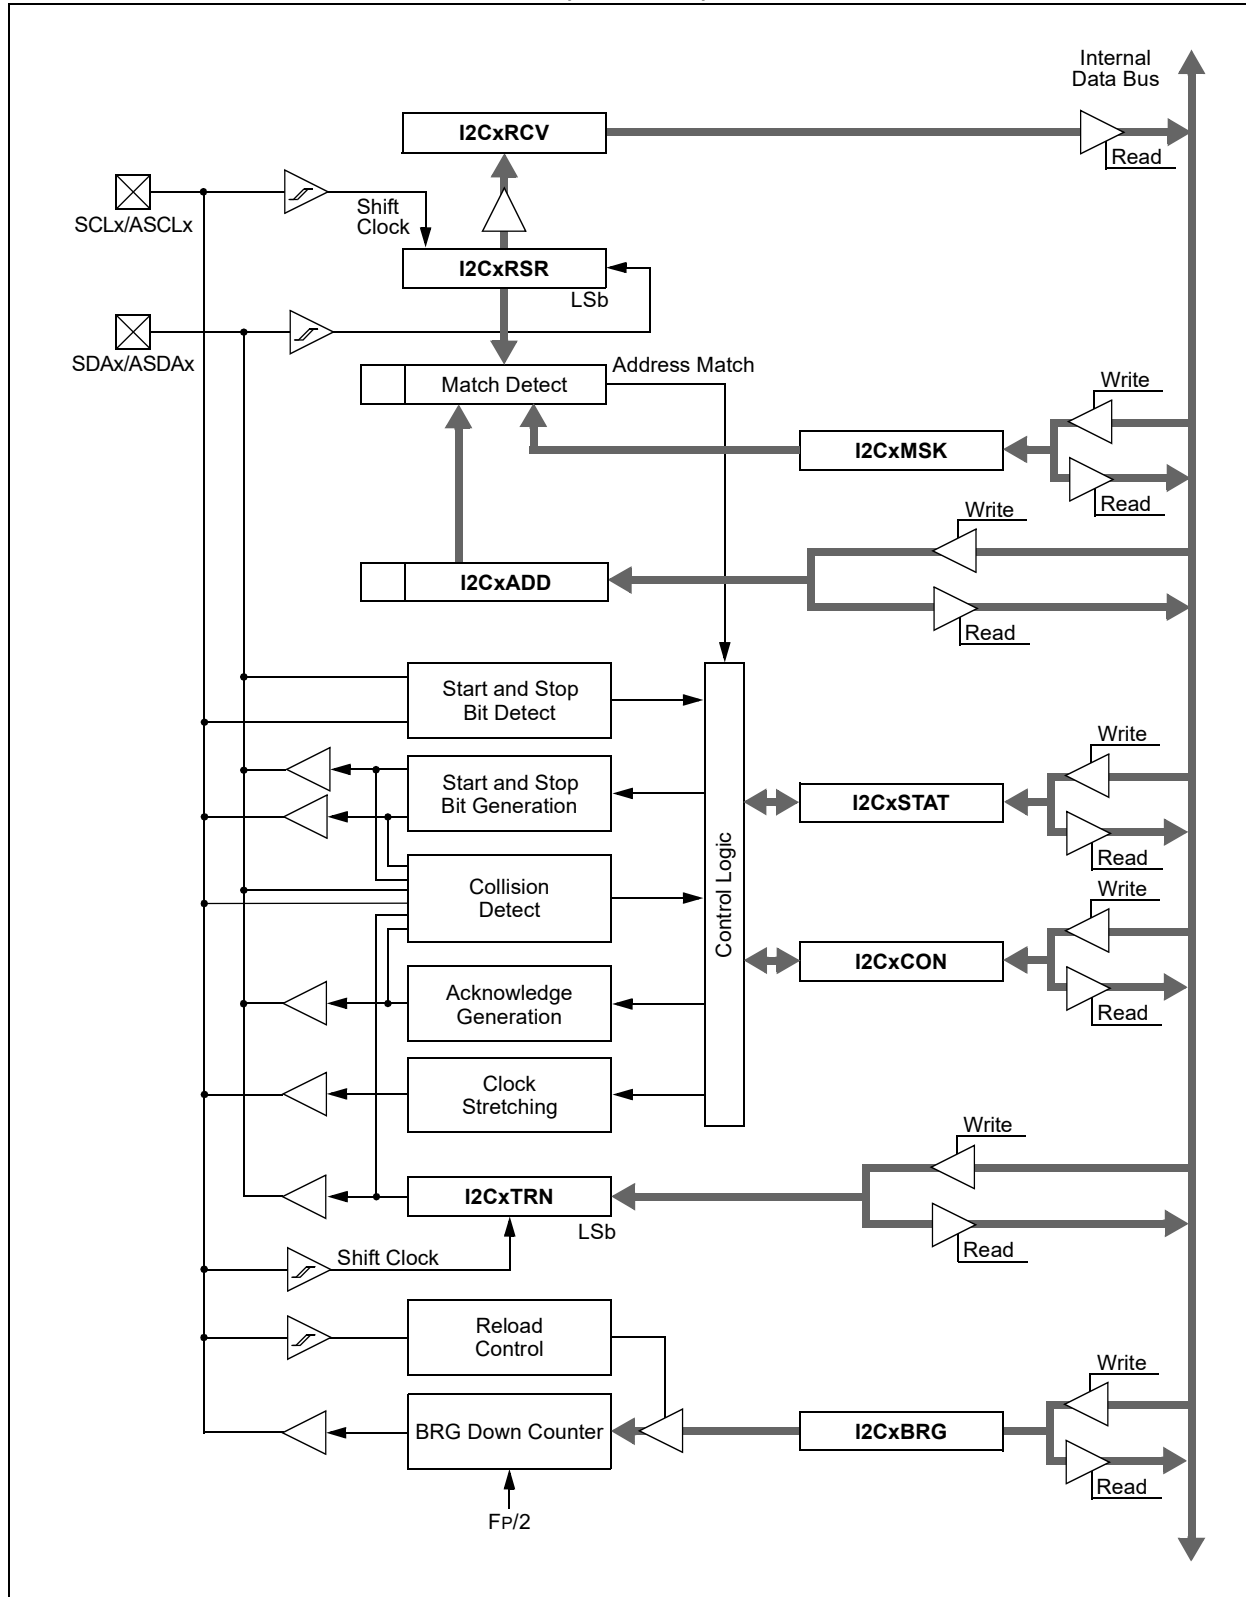 Internal
Data Bus
I2CxRCV
Read
SCLx/ASCLx
Shift
Clock
I2CxRSR
LSb
SDAx/ASDAx
Match Detect
Address Match
Write
I2CxMSK
Read
Write
I2CxADD
Read
Start and Stop
Bit Detect
Start and Stop
Bit Generation
Write
I2CxSTAT
Read
Control Logic
Collision
Detect
Write
I2CxCON
Read
Acknowledge
Generation
Clock
Stretching
Write
I2CxTRN
LSb
Read
Shift Clock
Reload
Control
Write
BRG Down Counter
I2CxBRG
Read
FP/2